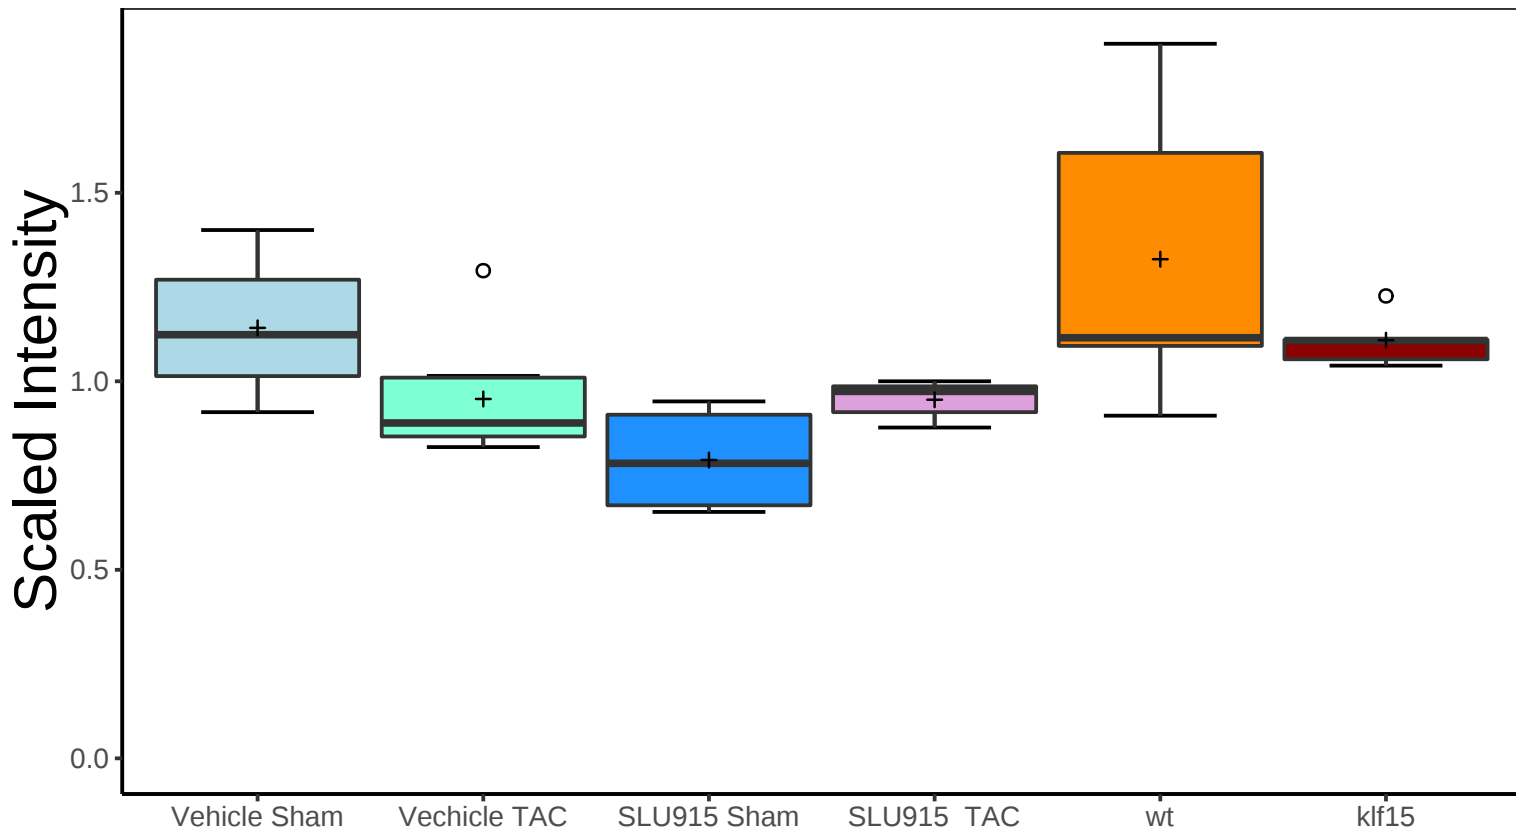 Scaled Intensity
1.5
1.0
0.5
0.0
Vehicle Sham
Vechicle TAC
SLU915 Sham
SLU915  TAC
wt
klf15